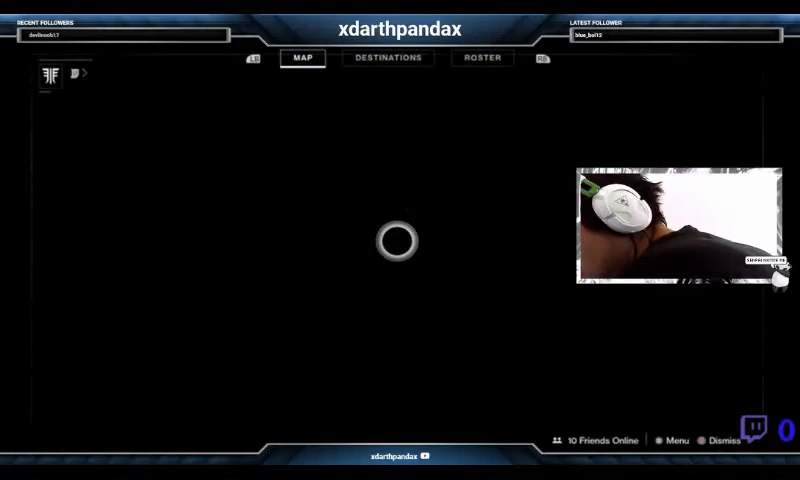 RECENT FOLLOWERS
xdarthpandax
LATEST FOLLOWER
blue_boi12
LB
MAP
DESTINATIONS
ROSTER
RB
10 Friends Online
Menu
Dismiss
0
xdarthpandax